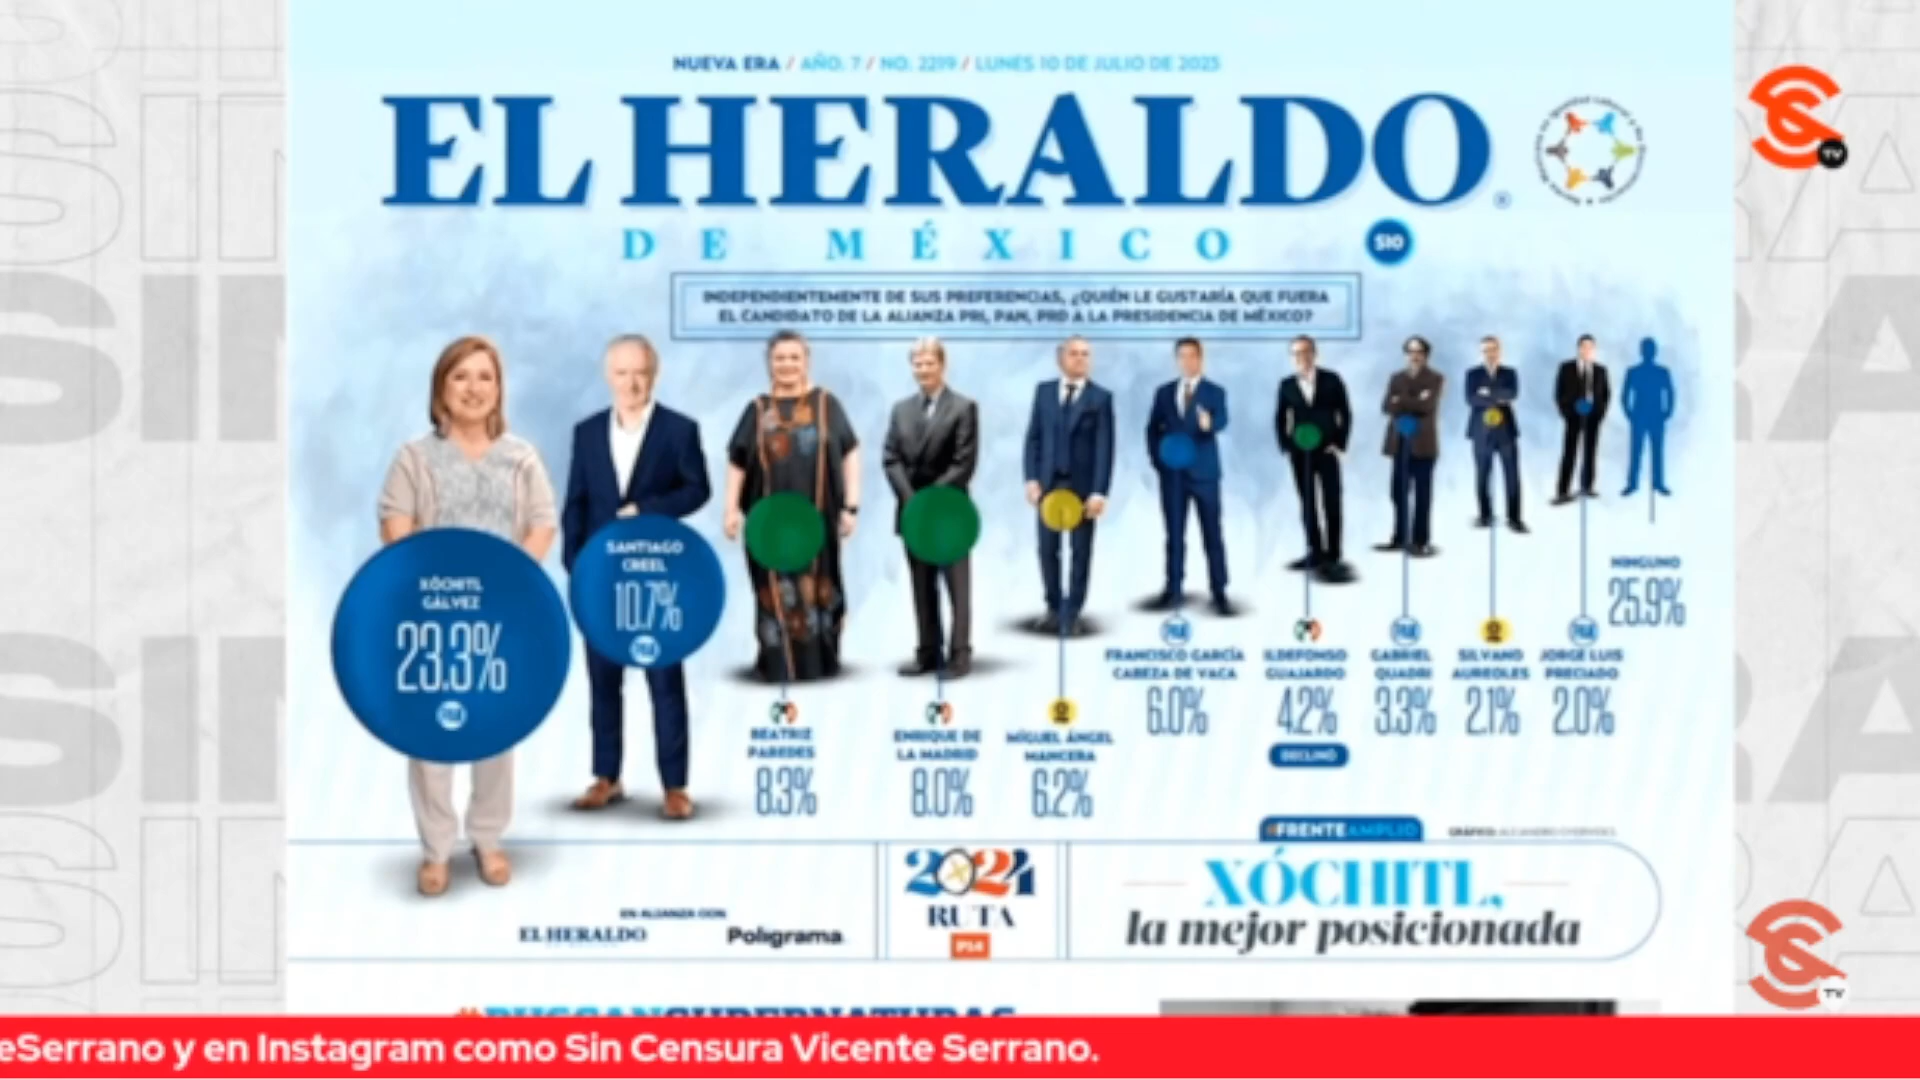 NUEVA ERA / AÑO. 7 / NO. 2219 / LUNES 10 DE JULIO DE 2023
EL HERALDO
DE MÉXICO
$10
INDEPENDIENTEMENTE DE SUS PREFERENCIAS, ¿QUIÉN LE GUSTARÍA QUE FUERA
EL CANDIDATO DE LA ALIANZA PRI, PAN, PRD A LA PRESIDENCIA DE MÉXICO?
XÓCHITL
GÁLVEZ
23.3%
PAN
SANTIAGO
CREEL
10.7%
PAN
BEATRIZ
PAREDES
8.3%
ENRIQUE DE
LA MADRID
8.0%
MIGUEL ÁNGEL
MANCERA
6.2%
FRANCISCO GARCÍA
CABEZA DE VACA
6.0%
ILDEFONSO
GUAJARDO
4.2%
DECLINÓ
GABRIEL
QUADRI
3.3%
SILVANO
AUREOLES
2.1%
JORGE LUIS
PRECIADO
2.0%
NINGUNO
25.9%
#FRENTEAMPLIO
EN ALIANZA CON
EL HERALDO
Poligrama
2024
RUTA
P14
XÓCHITL,
la mejor posicionada
TV
TV
eSerrano y en Instagram como Sin Censura Vicente Serrano.